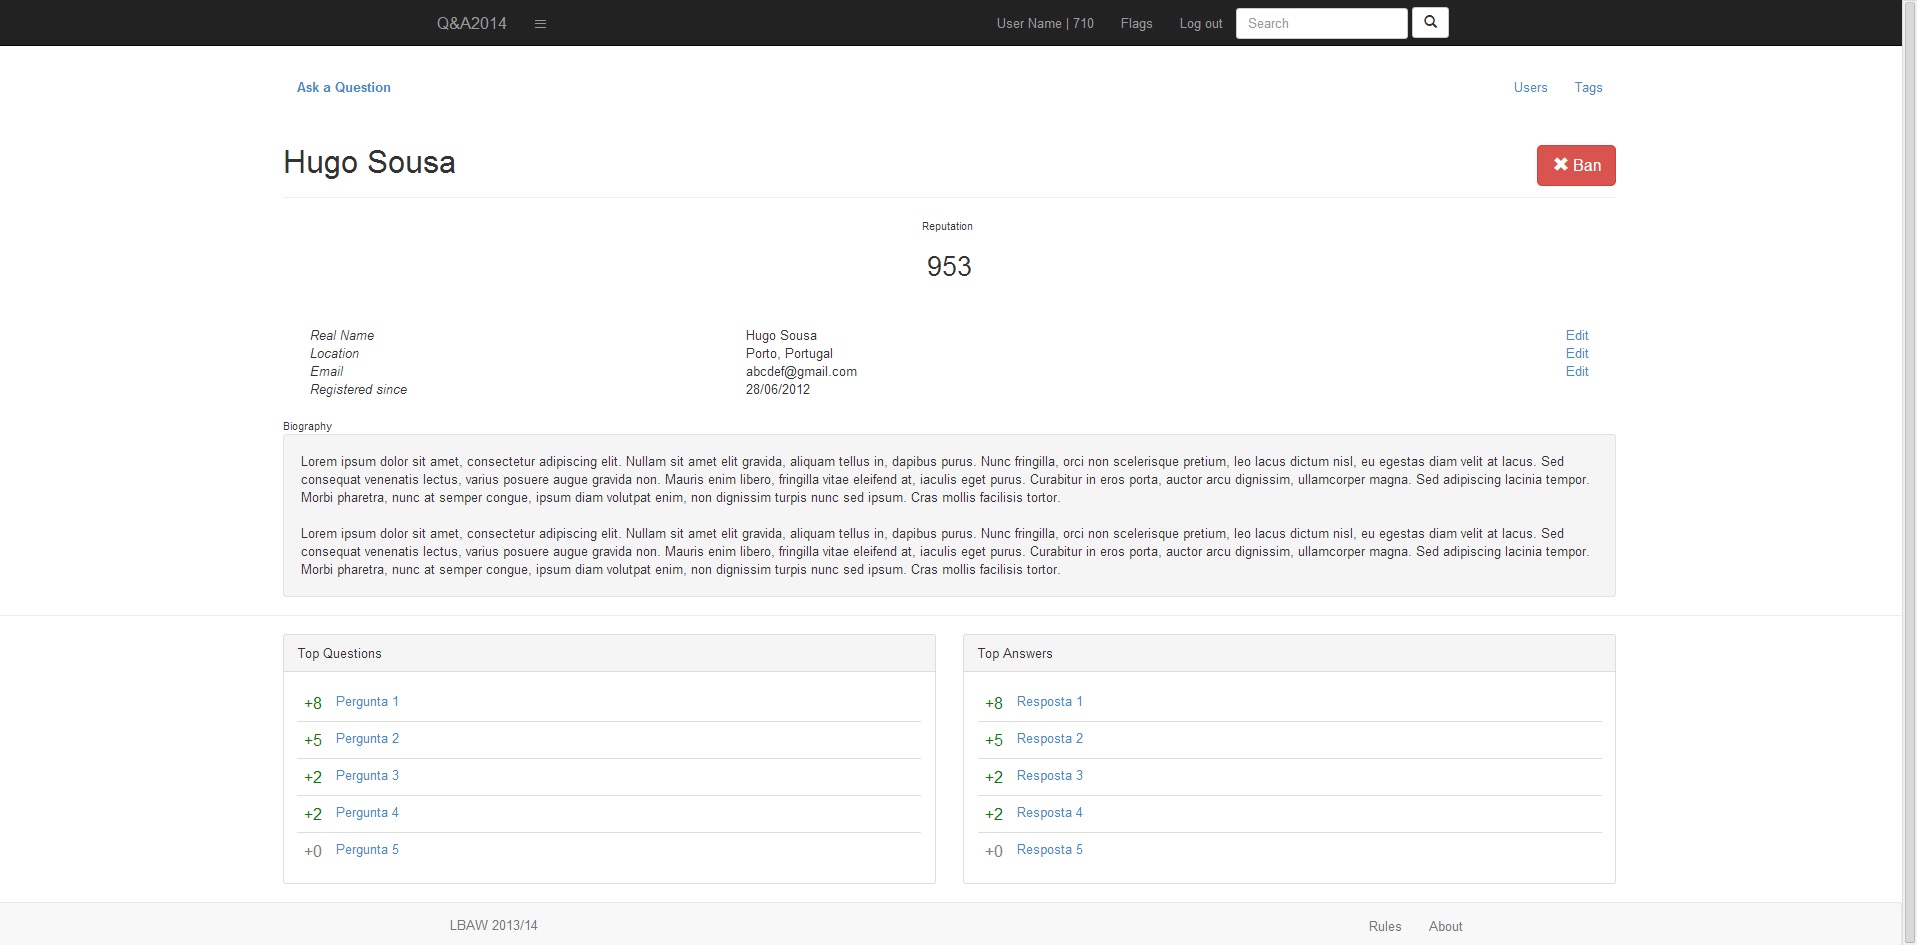 Q&A2014 User Name | 710 Flags Log out Search
Ask a Question Users Tags
Hugo Sousa Ban
Reputation
953
Real Name Hugo Sousa Edit
Location Porto, Portugal Edit
Email abcdef@gmail.com Edit
Registered since 28/06/2012
Biography
Lorem ipsum dolor sit amet, consectetur adipiscing elit. Nullam sit amet elit gravida, aliquam tellus in, dapibus purus. Nunc fringilla, orci non scelerisque pretium, leo lacus dictum nisl, eu egestas diam velit at lacus. Sed
consequat venenatis lectus, varius posuere augue gravida non. Mauris enim libero, fringilla vitae eleifend at, iaculis eget purus. Curabitur in eros porta, auctor arcu dignissim, ullamcorper magna. Sed adipiscing lacinia tempor.
Morbi pharetra, nunc at semper congue, ipsum diam volutpat enim, non dignissim turpis nunc sed ipsum. Cras mollis facilisis tortor.
Lorem ipsum dolor sit amet, consectetur adipiscing elit. Nullam sit amet elit gravida, aliquam tellus in, dapibus purus. Nunc fringilla, orci non scelerisque pretium, leo lacus dictum nisl, eu egestas diam velit at lacus. Sed
consequat venenatis lectus, varius posuere augue gravida non. Mauris enim libero, fringilla vitae eleifend at, iaculis eget purus. Curabitur in eros porta, auctor arcu dignissim, ullamcorper magna. Sed adipiscing lacinia tempor.
Morbi pharetra, nunc at semper congue, ipsum diam volutpat enim, non dignissim turpis nunc sed ipsum. Cras mollis facilisis tortor.
Top Questions
+8 Pergunta 1
+5 Pergunta 2
+2 Pergunta 3
+2 Pergunta 4
+0 Pergunta 5
Top Answers
+8 Resposta 1
+5 Resposta 2
+2 Resposta 3
+2 Resposta 4
+0 Resposta 5
LBAW 2013/14 Rules About